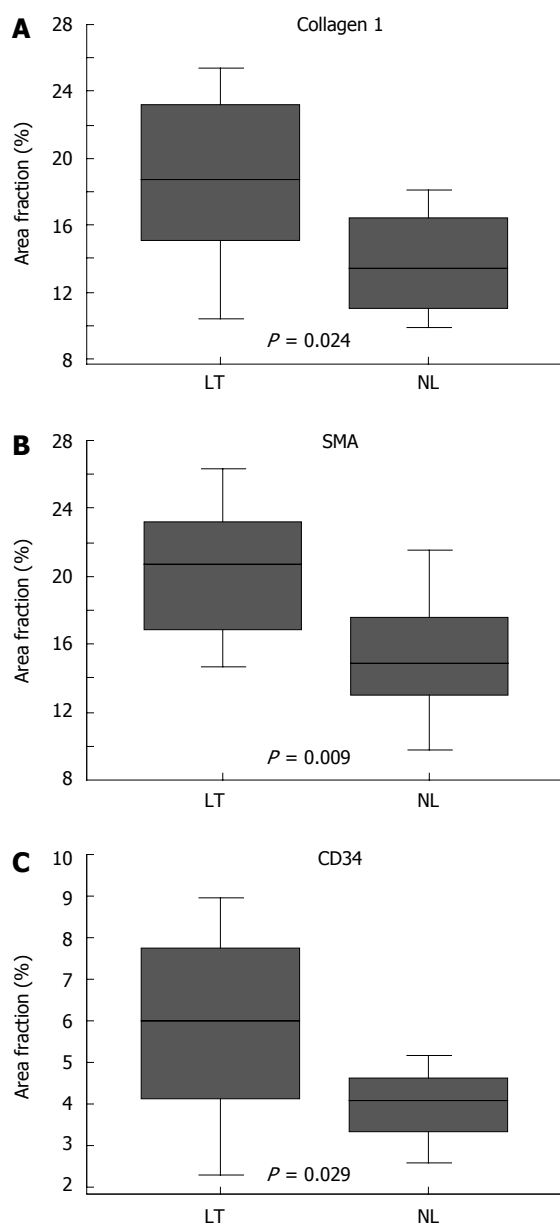 A
Collagen 1
28
24
20
16
12
8
Area fraction (%)
P = 0.024
LT NL
B
SMA
28
24
20
16
12
8
Area fraction (%)
P = 0.009
LT NL
C
CD34
10
9
8
7
6
5
4
3
2
Area fraction (%)
P = 0.029
LT NL